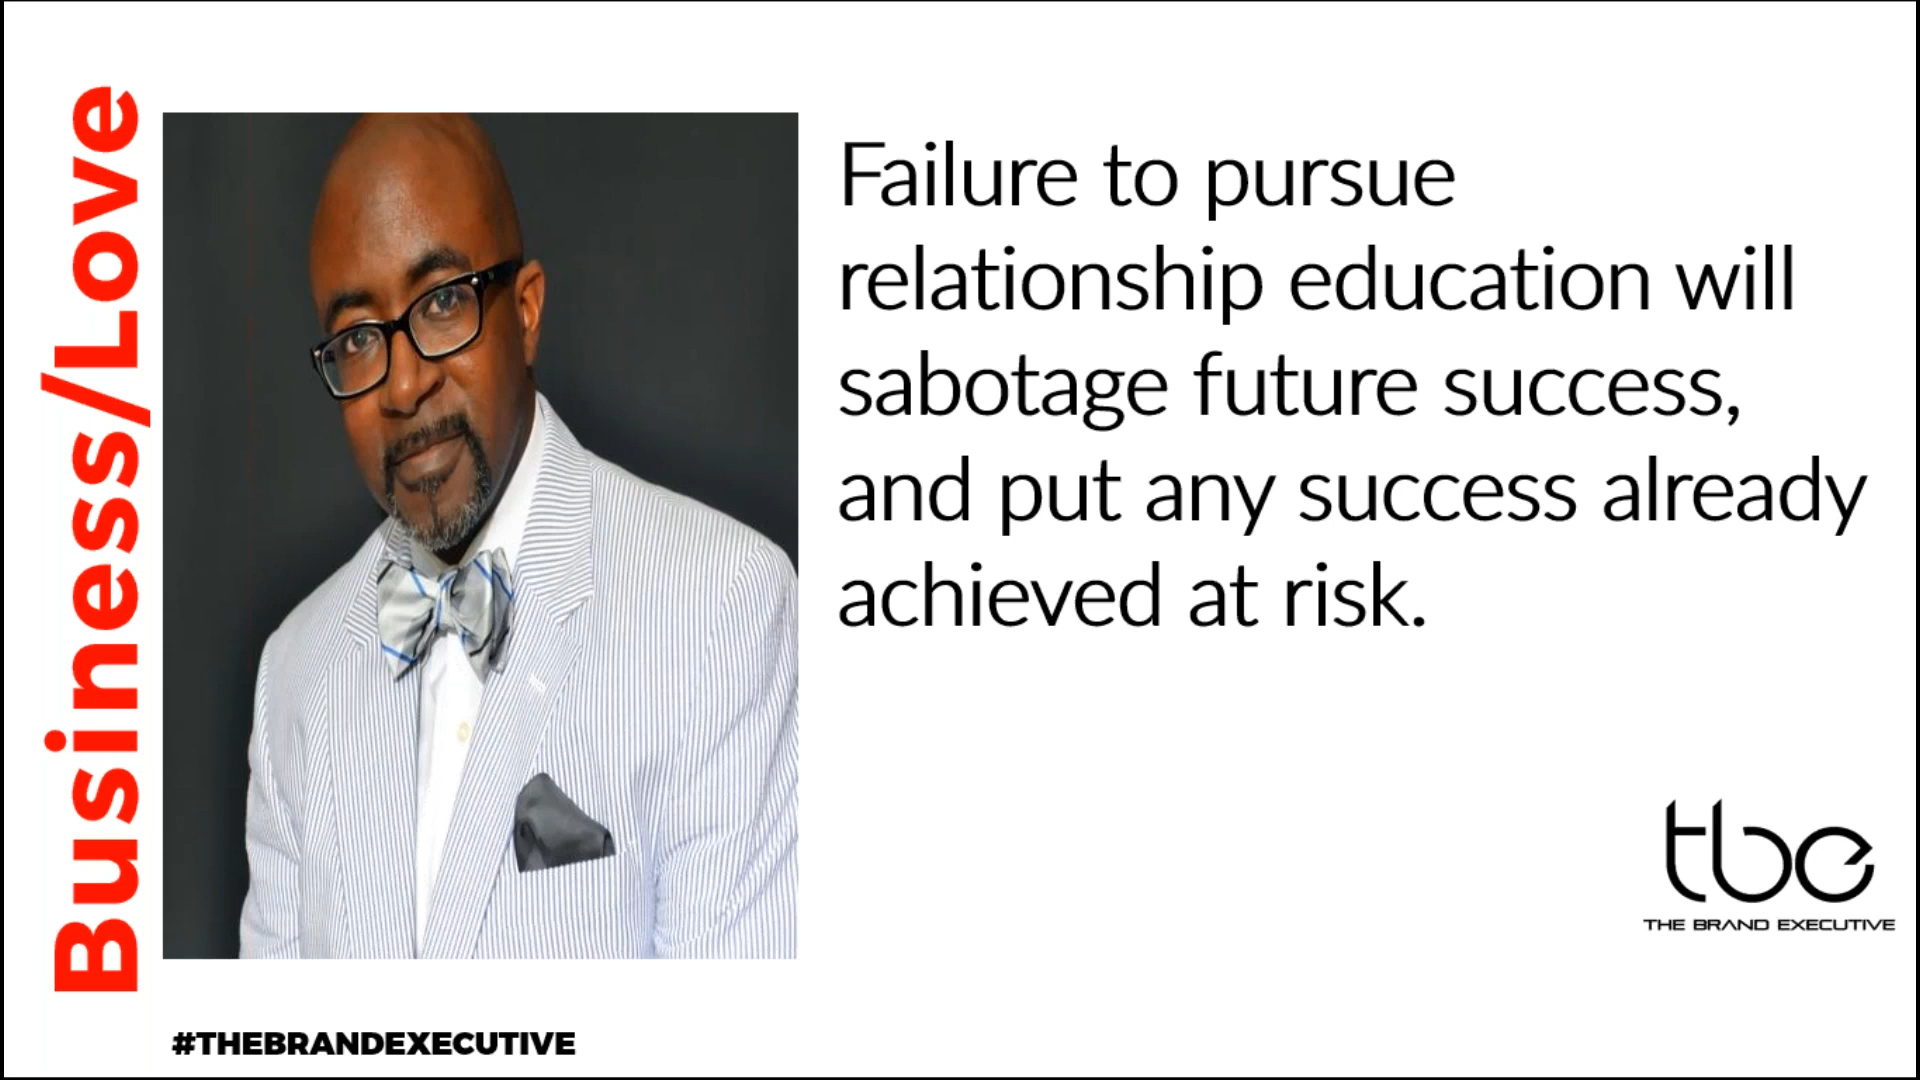 Business/Love
Failure to pursue
relationship education will
sabotage future success,
and put any success already
achieved at risk.
tbe
THE BRAND EXECUTIVE
#THEBRANDEXECUTIVE